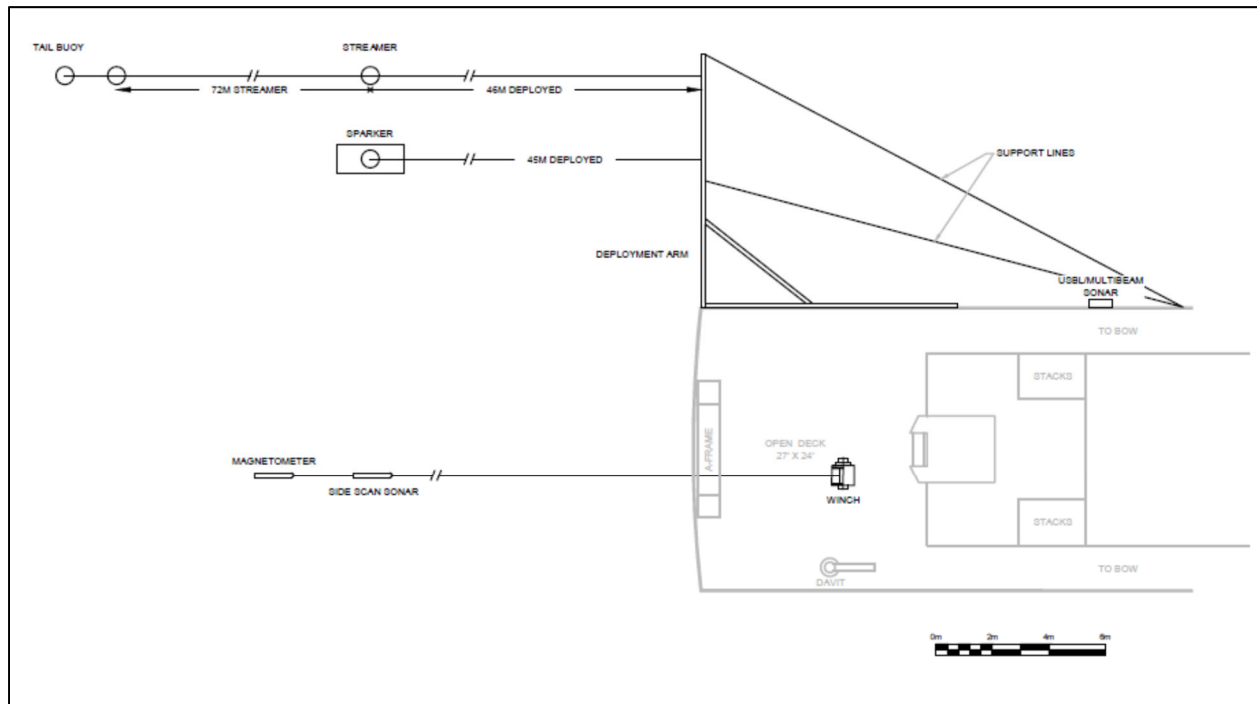 TAIL BUOY
STREAMER
72M STREAMER
46M DEPLOYED
SPARKER
45M DEPLOYED
SUPPORT LINES
DEPLOYMENT ARM
USBL/MULTIBEAM
SONAR
TO BOW
STACKS
A-FRAME
OPEN DECK
27' X 24'
MAGNETOMETER
SIDE SCAN SONAR
WINCH
STACKS
DAVIT
TO BOW
0m 2m 4m 6m